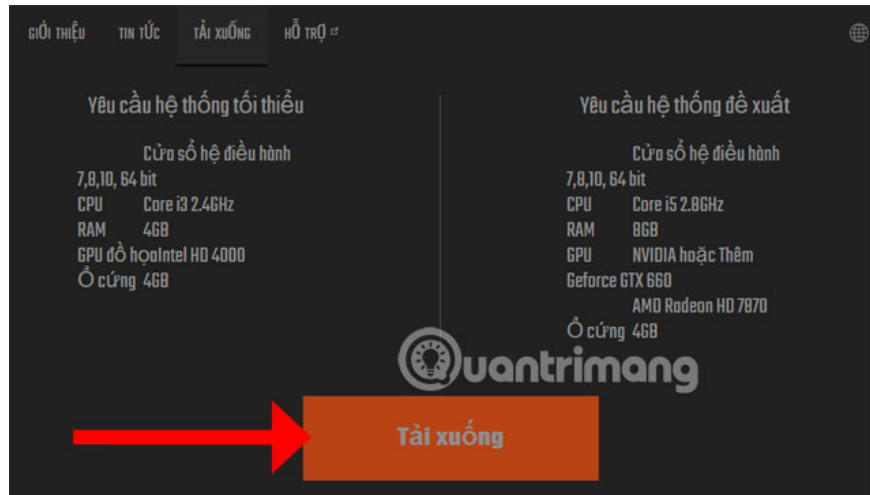 GIỚI THIỆU TIN TỨC TẢI XUỐNG HỖ TRỢ
Yêu cầu hệ thống tối thiểu
Cửa sổ hệ điều hành
7,8,10, 64 bit
CPU Core i3 2.4GHz
RAM 4GB
GPU đồ họaIntel HD 4000
Ổ cứng 4GB
Yêu cầu hệ thống đề xuất
Cửa sổ hệ điều hành
7,8,10, 64 bit
CPU Core i5 2.8GHz
RAM 8GB
GPU NVIDIA hoặc Thêm
Geforce GTX 660
AMD Radeon HD 7870
Ổ cứng 4GB
Quantrimang
Tải xuống